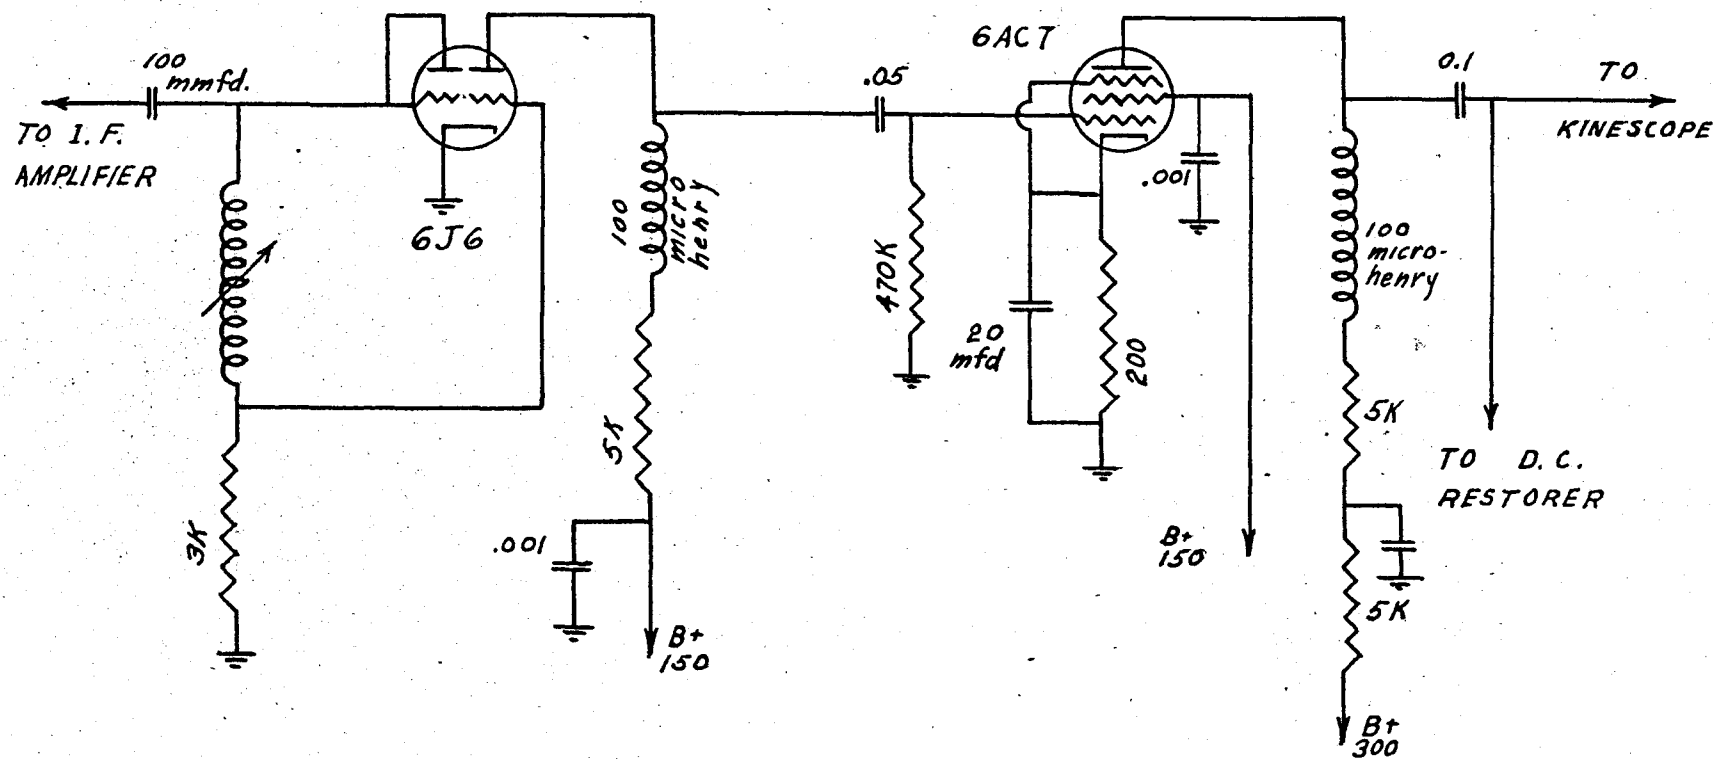 100
mmfd.
TO I. F.
AMPLIFIER
6J6
3K
100
micro
henry
5K
.001
B+
150
.05
470K
6AC7
20
mfd
200
.001
B+
150
0.1
TO
KINESCOPE
100
micro-
henry
5K
TO D. C.
RESTORER
5K
B+
300